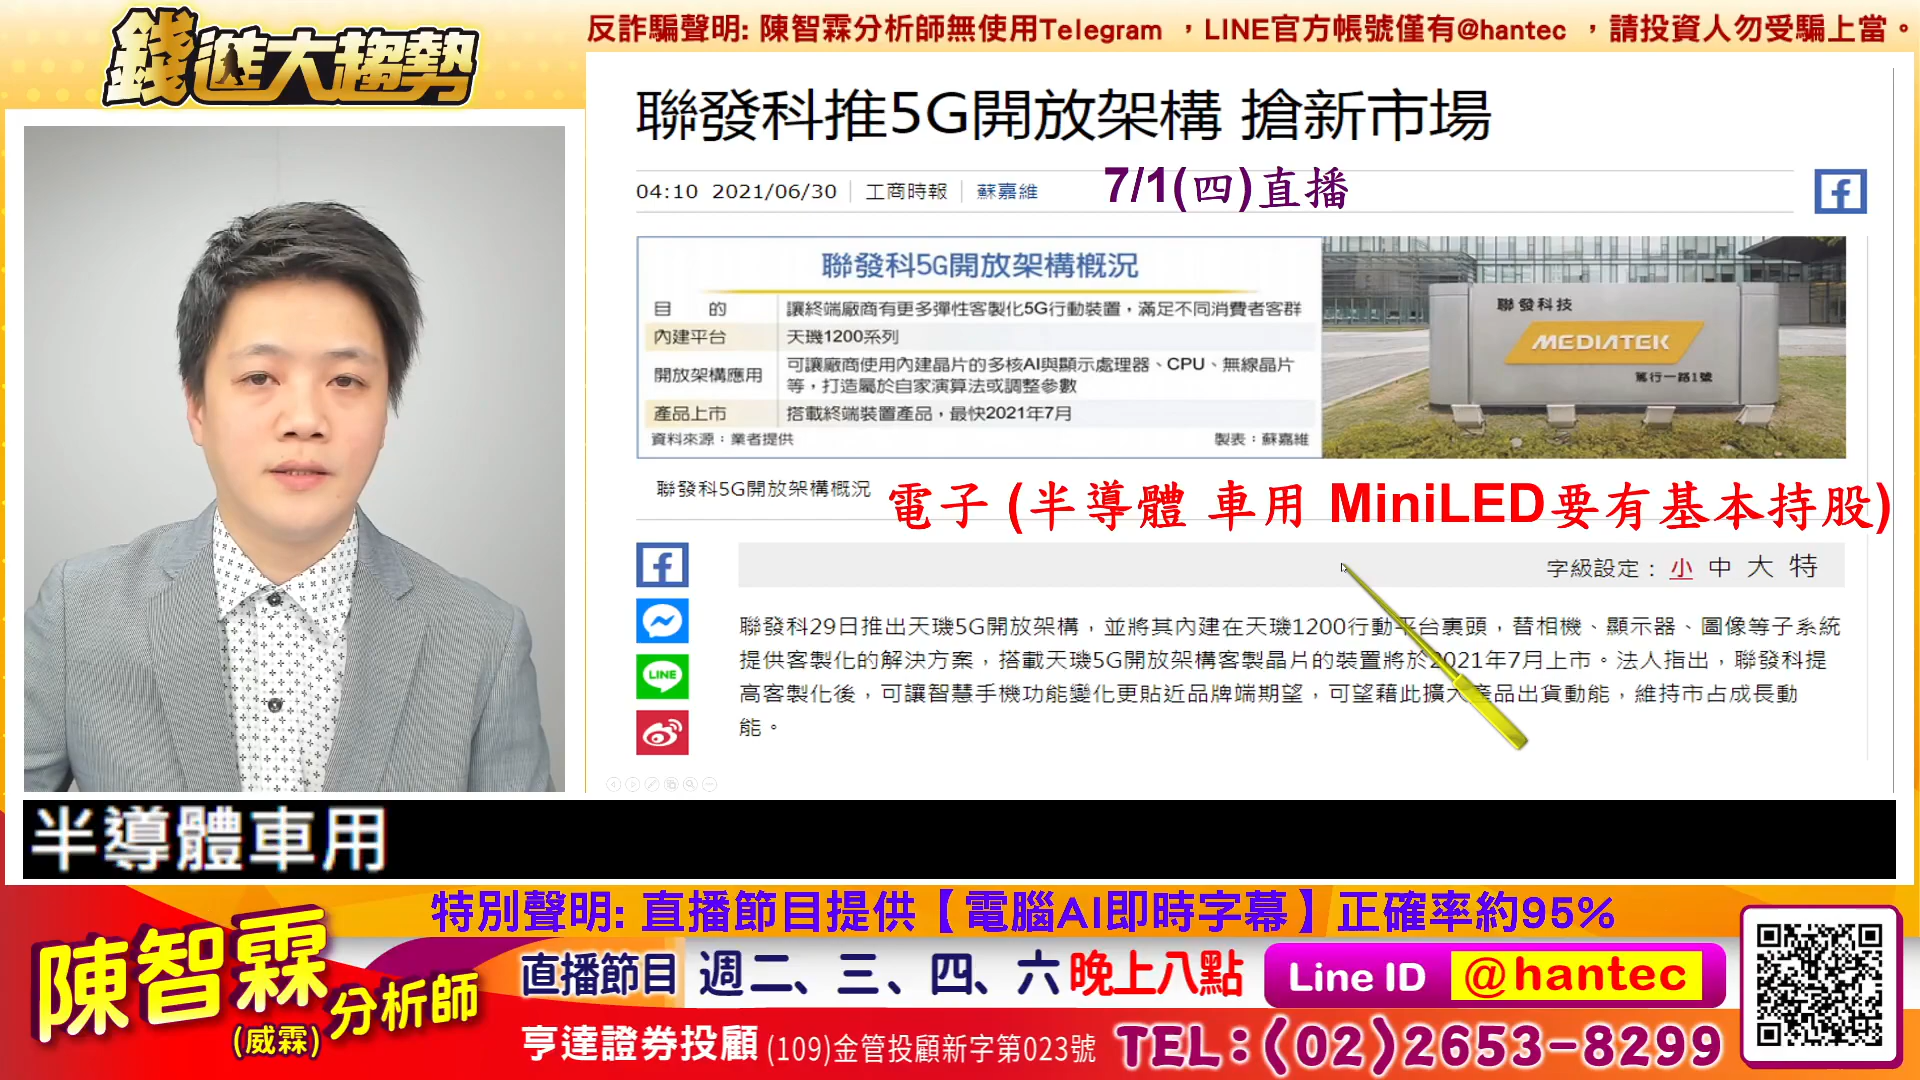 錢進大趨勢
反詐騙聲明: 陳智霖分析師無使用Telegram ，LINE官方帳號僅有@hantec ，請投資人勿受騙上當。
聯發科推5G開放架構 搶新市場
04:10 2021/06/30 工商時報 蘇嘉維
7/1(四)直播
聯發科5G開放架構概況
目 的 讓終端廠商有更多彈性客製化5G行動裝置，滿足不同消費者客群
內建平台 天璣1200系列
開放架構應用 可讓廠商使用內建晶片的多核AI與顯示處理器、CPU、無線晶片
等，打造屬於自家演算法或調整參數
產品上市 搭載終端裝置產品，最快2021年7月
資料來源：業者提供 製表：蘇嘉維
聯發科技
MEDIATEK
篤行一路1號
聯發科5G開放架構概況
電子 (半導體 車用 MiniLED要有基本持股)
字級設定： 小 中 大 特
LINE
聯發科29日推出天璣5G開放架構，並將其內建在天璣1200行動平台裏頭，替相機、顯示器、圖像等子系統
提供客製化的解決方案，搭載天璣5G開放架構客製晶片的裝置將於2021年7月上市。法人指出，聯發科提
高客製化後，可讓智慧手機功能變化更貼近品牌端期望，可望藉此擴大產品出貨動能，維持市占成長動
能。
半導體車用
特別聲明: 直播節目提供【電腦AI即時字幕】正確率約95%
陳智霖分析師
(威霖)
直播節目 週二、三、四、六 晚上八點
Line ID @hantec
亨達證券投顧 (109)金管投顧新字第023號 TEL:(02)2653-8299